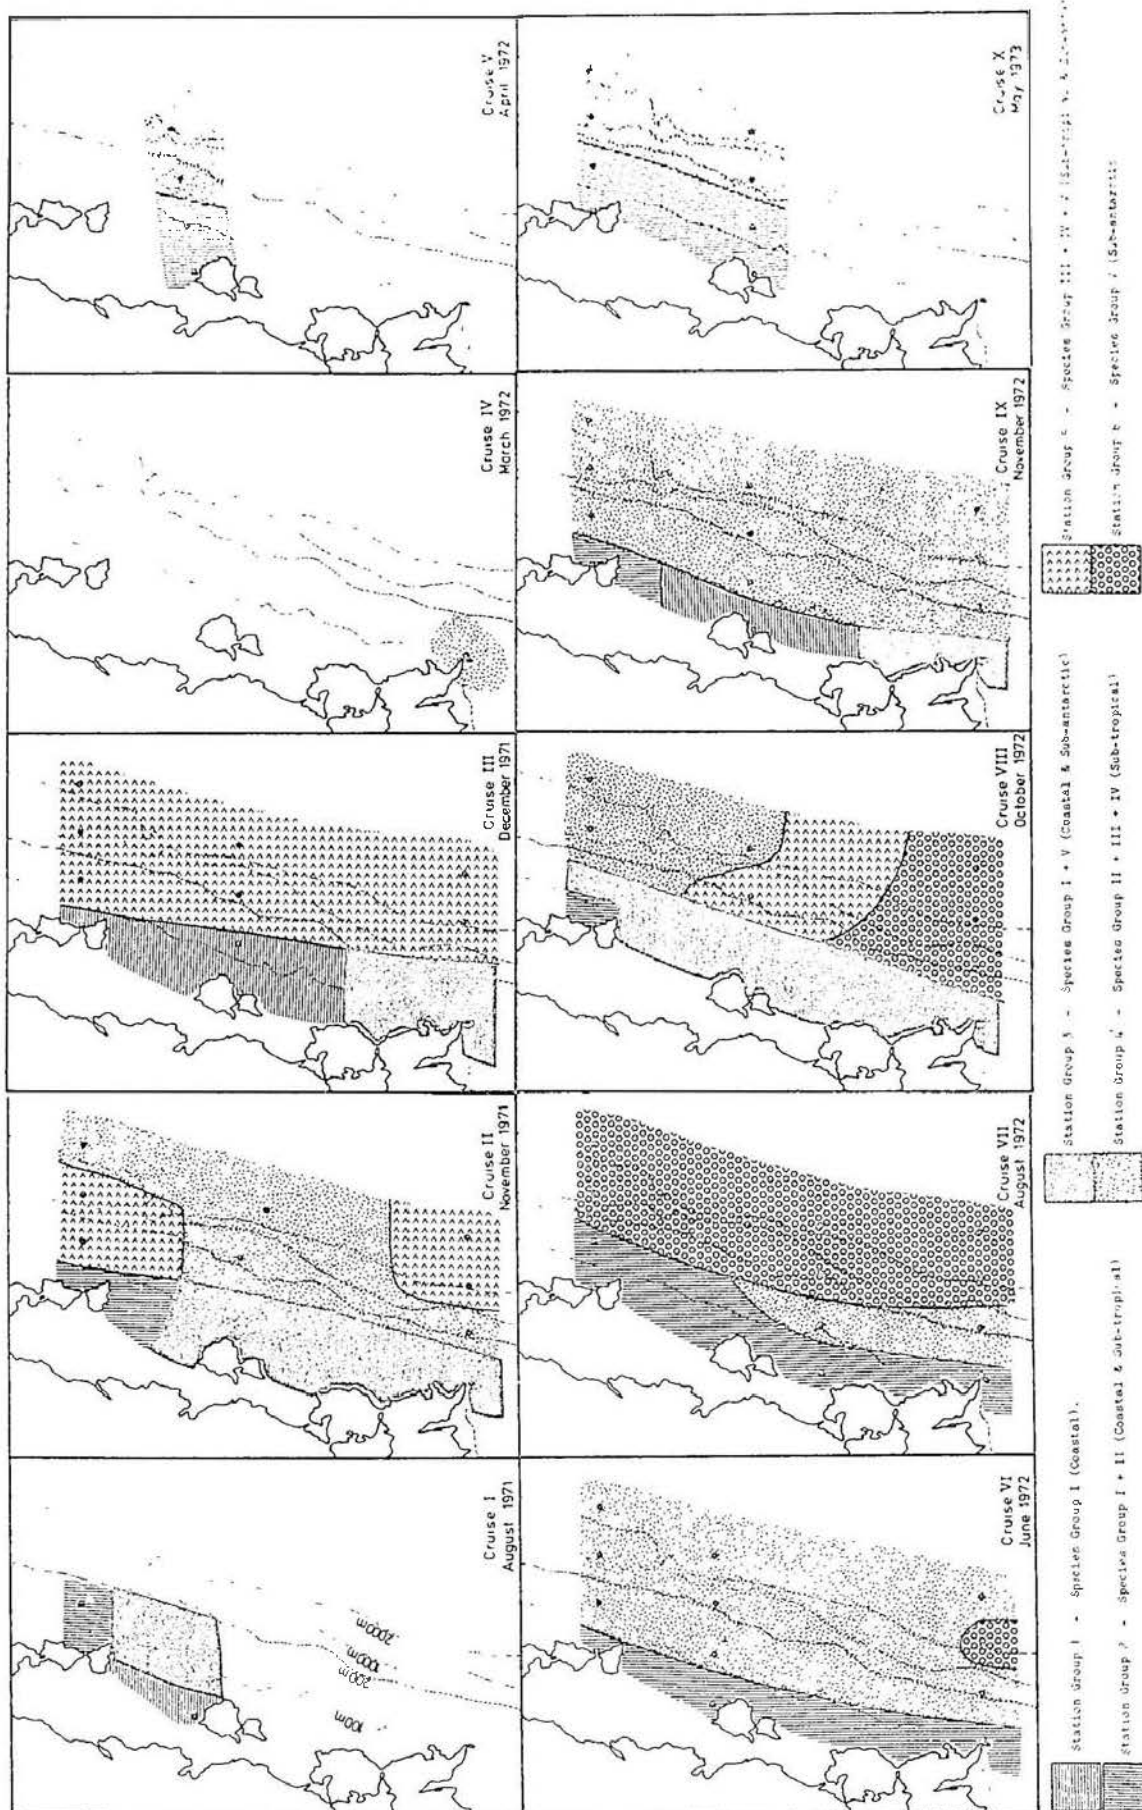 Cruise I
August 1971
2000m
1000m
200m
100m
Cruise II
November 1971
Cruise III
December 1971
Cruise IV
March 1972
Cruise V
April 1972
Cruise VI
June 1972
Cruise VII
August 1972
Cruise VIII
October 1972
Cruise IX
November 1972
Cruise X
May 1973
Station Group 1 - Species Group I (Coastal).
Station Group 2 - Species Group I + II (Coastal & Sub-tropical)
Station Group 3 - Species Group I + V (Coastal & Sub-antarctic)
Station Group 4 - Species Group II + III + IV (Sub-tropical)
Station Group - Species Group III + IV +
Station Group 6 - Species Group (Sub-antarctic